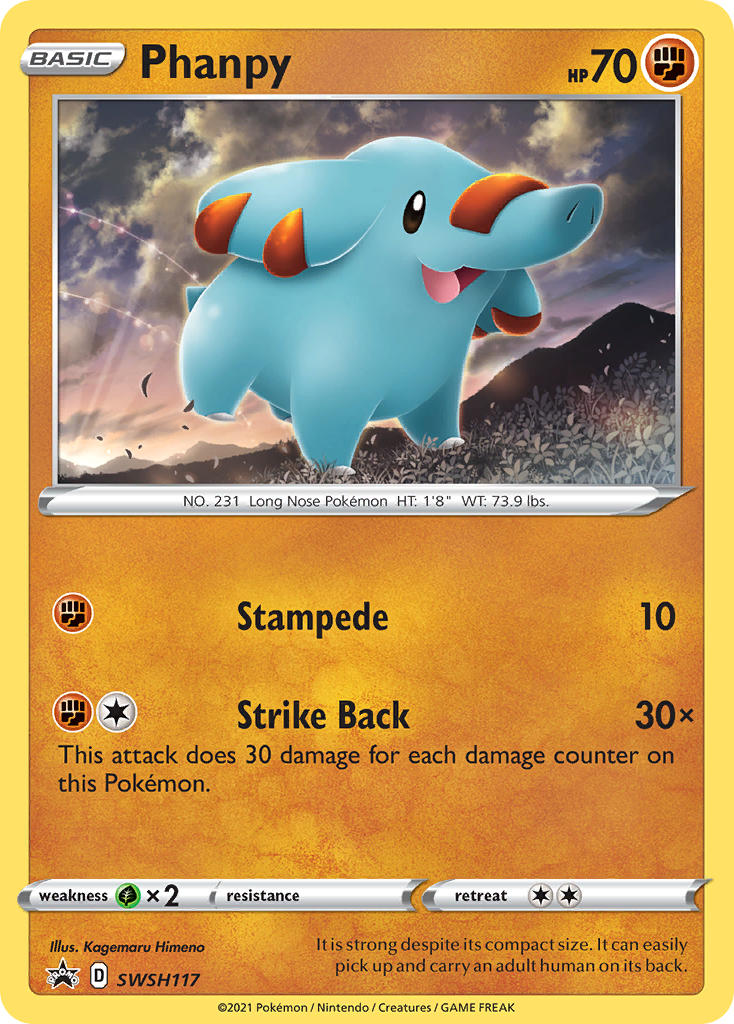 BASIC
Phanpy
HP 70
NO. 231 Long Nose Pokémon HT: 1'8" WT: 73.9 lbs.
Stampede 10
Strike Back 30×
This attack does 30 damage for each damage counter on
this Pokémon.
weakness ×2 resistance retreat
Illus. Kagemaru Himeno
It is strong despite its compact size. It can easily
pick up and carry an adult human on its back.
PROMO D SWSH117
©2021 Pokémon / Nintendo / Creatures / GAME FREAK